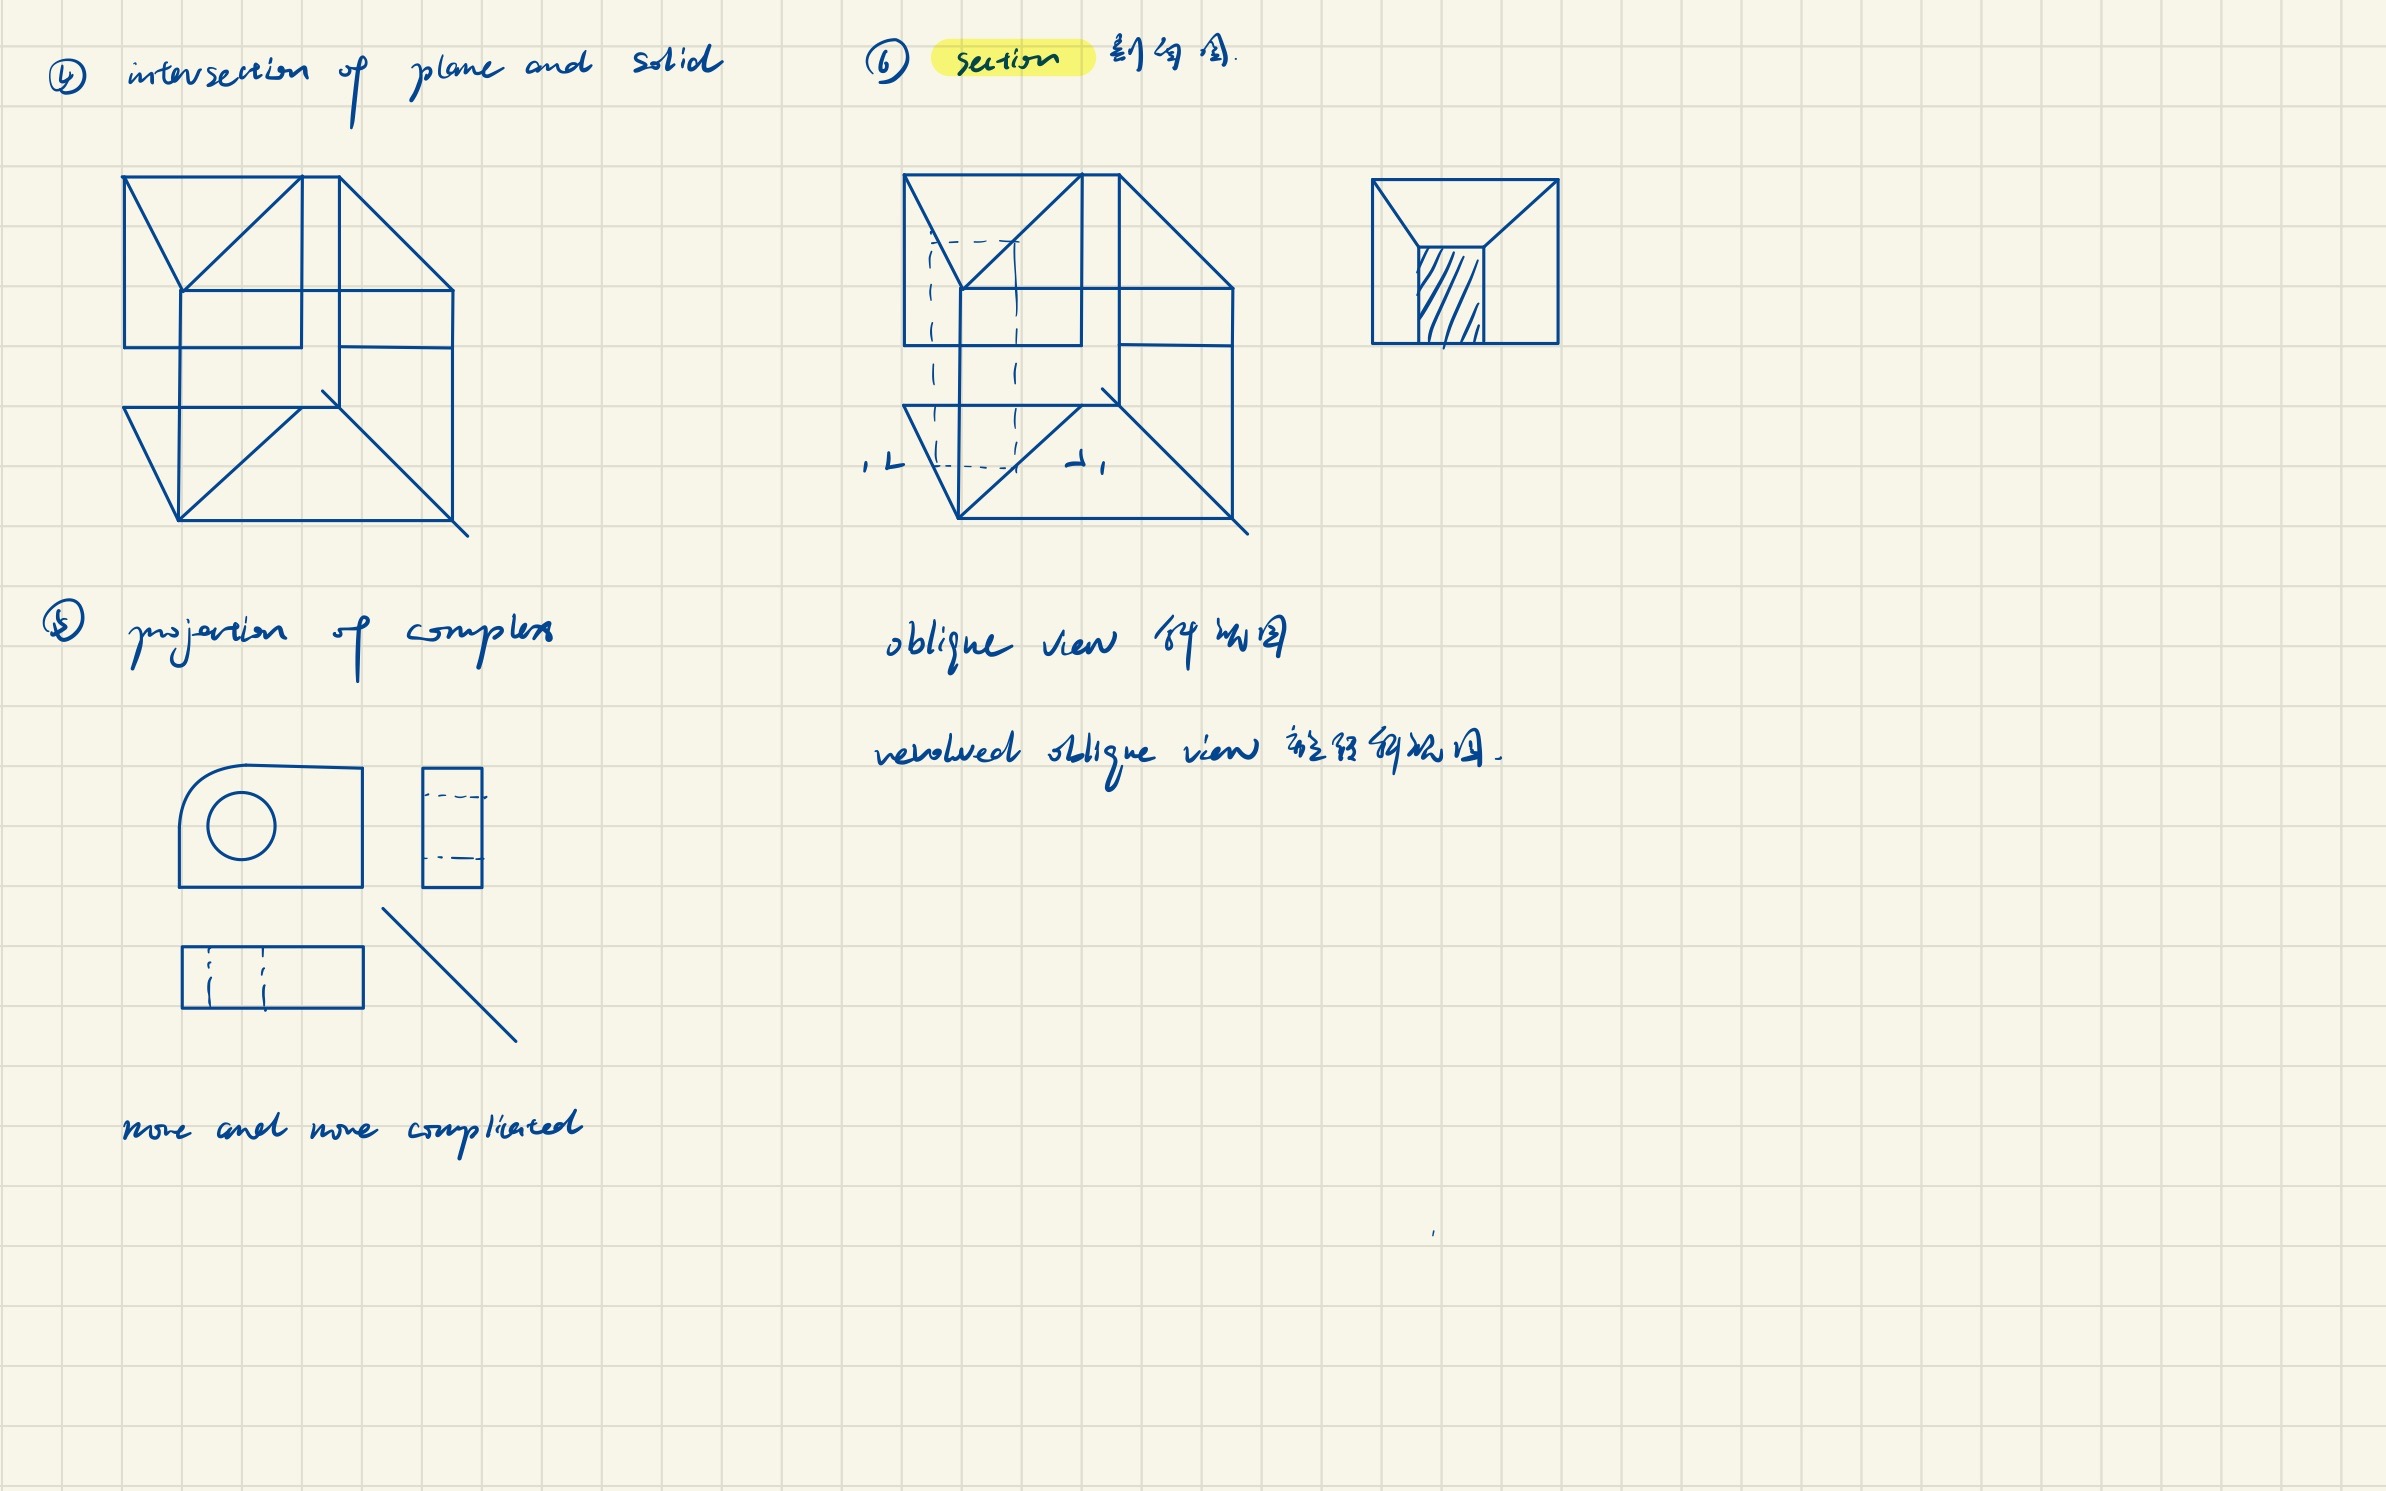 ④ intersection of plane and solid
⑤ projection of complex
more and more complicated
⑥ section 剖面图.
oblique view 斜视图
revolved oblique view 旋转斜视图.